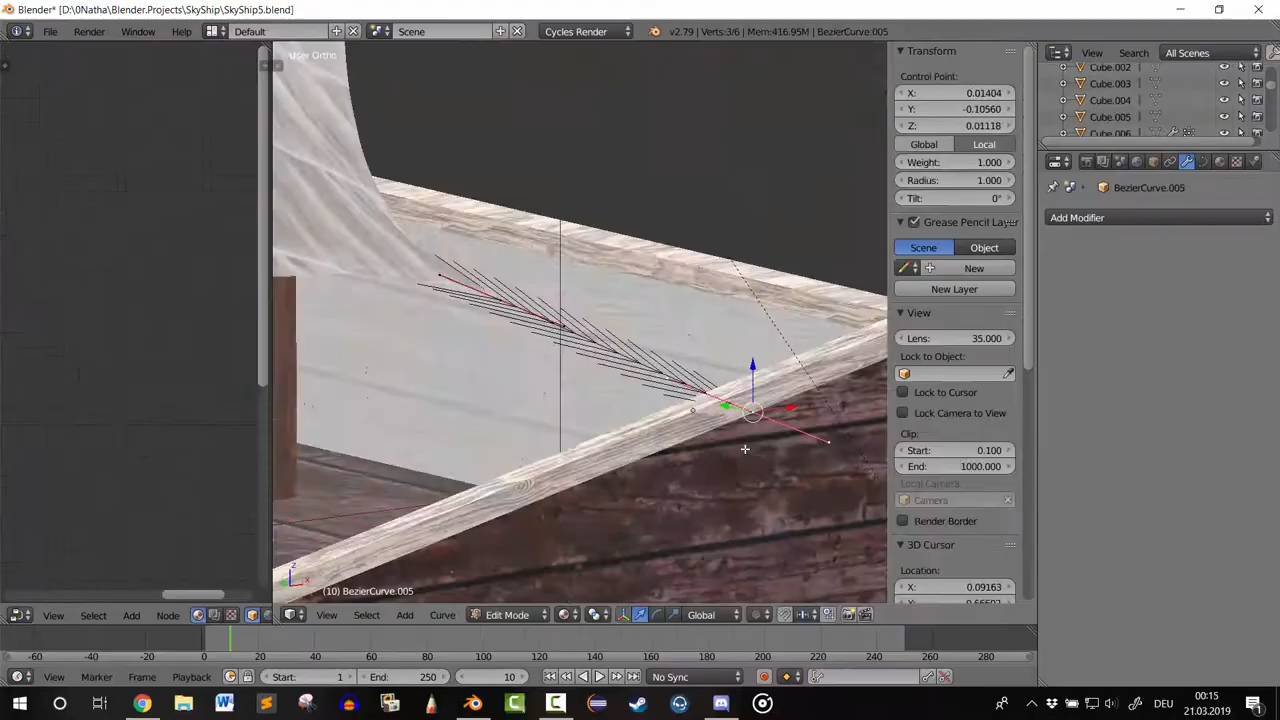 Blender* [D:\0Natha\Blender.Projects\SkyShip\SkyShip5.blend]
File Render Window Help Default Scene Cycles Render v2.79 | Verts:3/6 | Mem:416.95M | BezierCurve.005
User Ortho
Transform
Control Point:
X: 0.01404
Y: -0.10560
Z: 0.01118
Global Local
Weight: 1.000
Radius: 1.000
Tilt: 0°
Grease Pencil Layer
Scene Object
New
New Layer
View
Lens: 35.000
Lock to Object:
Lock to Cursor
Lock Camera to View
Clip:
Start: 0.100
End: 1000.000
Local Camera:
Camera
Render Border
3D Cursor
Location:
X: 0.09163
View Search All Scenes
Cube.002
Cube.003
Cube.004
Cube.005
Cube.006
BezierCurve.005
Add Modifier
z
x
(10) BezierCurve.005
View Select Add Node
View Select Add Curve Edit Mode Global
-60 -40 -20 0 20 40 60 80 100 120 140 160 180 200 220 240 260 280
View Marker Frame Playback Start: 1 End: 250 10 No Sync
DEU
00:15
21.03.2019